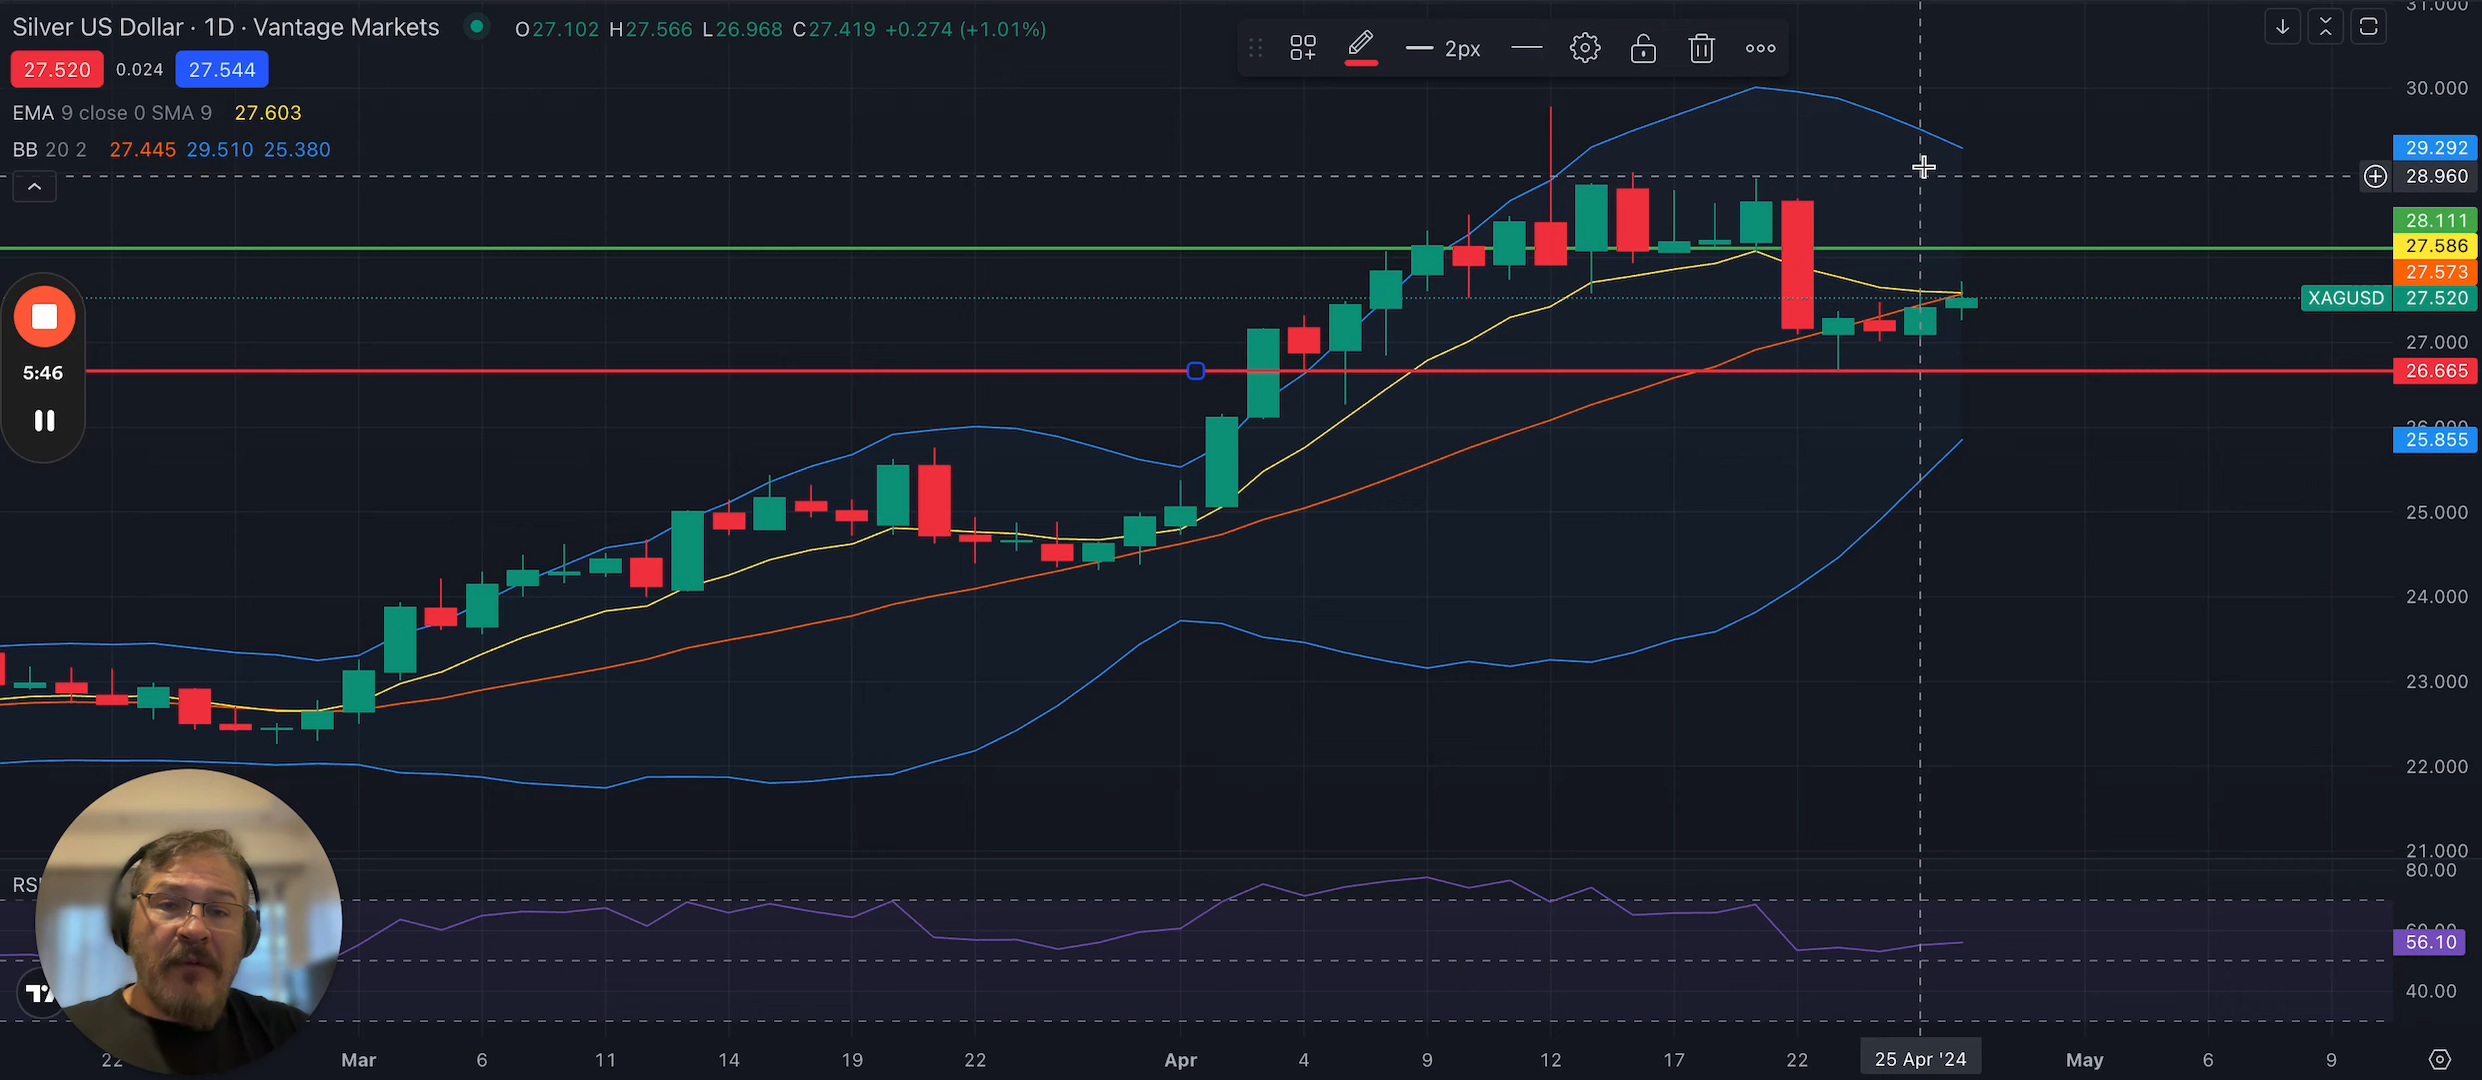 Silver US Dollar · 1D · Vantage Markets O27.102 H27.566 L26.968 C27.419 +0.274 (+1.01%)
27.520 0.024 27.544
EMA 9 close 0 SMA 9 27.603
BB 20 2 27.445 29.510 25.380
2px
31.000
30.000
29.292
28.960
28.111
27.586
27.573
XAGUSD 27.520
27.000
26.665
26.000
25.855
25.000
24.000
23.000
22.000
21.000
5:46
RSI
80.00
60.00
56.10
40.00
22 Mar 6 11 14 19 22 Apr 4 9 12 17 22 25 Apr '24 May 6 9